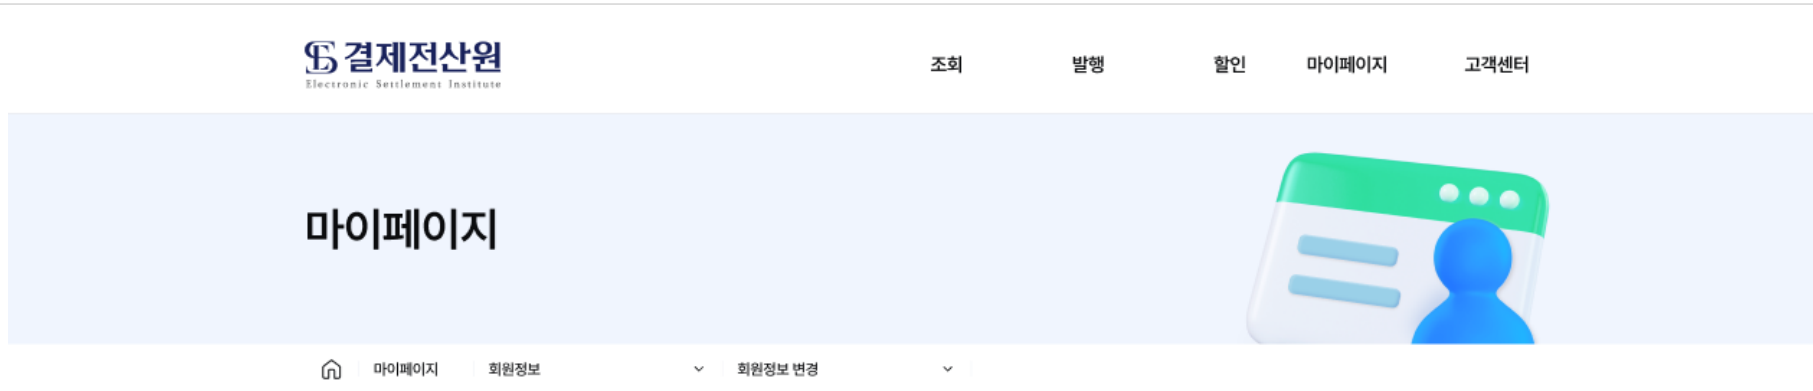 결제전산원
Electronic Settlement Institute
조회 발행 할인 마이페이지 고객센터
마이페이지
마이페이지 회원정보 회원정보 변경